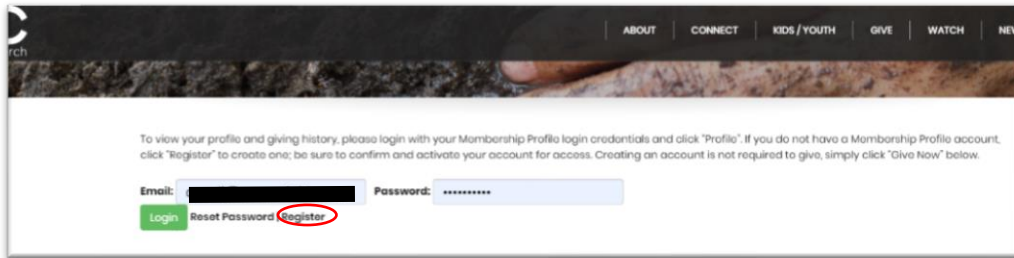 ABOUT CONNECT KIDS / YOUTH GIVE WATCH
rch
To view your profile and giving history, please login with your Membership Profile login credentials and click "Profile". If you do not have a Membership Profile account,
click "Register" to create one; be sure to confirm and activate your account for access. Creating an account is not required to give, simply click "Give Now" below.
Email: Password: ••••••••••
Login Reset Password | Register